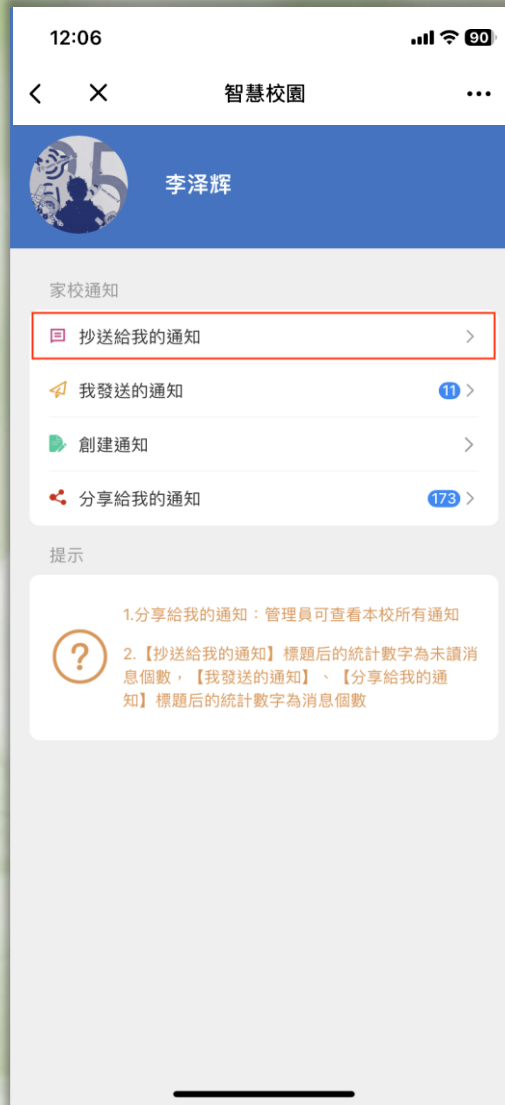 12:06
90
智慧校園
李泽辉
家校通知
抄送給我的通知
我發送的通知
11
創建通知
分享給我的通知
173
提示
1.分享給我的通知：管理員可查看本校所有通知
2.【抄送給我的通知】標題后的統計數字為未讀消
息個數，【我發送的通知】、【分享給我的通
知】標題后的統計數字為消息個數